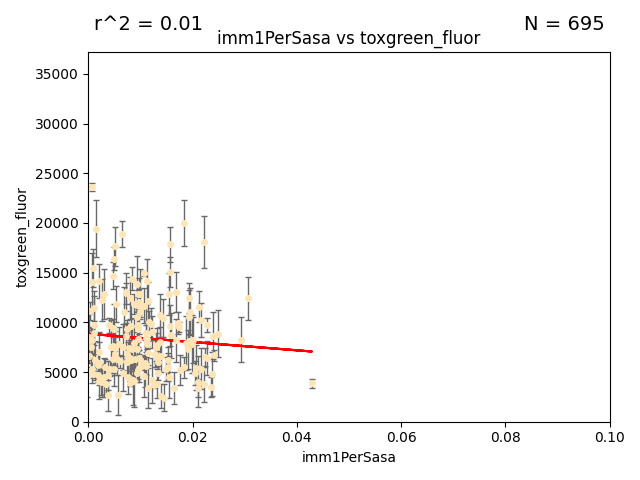 r^2 = 0.01
N = 695
imm1PerSasa vs toxgreen_fluor
35000
30000
25000
20000
15000
10000
5000
0
toxgreen_fluor
0.00
0.02
0.04
0.06
0.08
0.10
imm1PerSasa